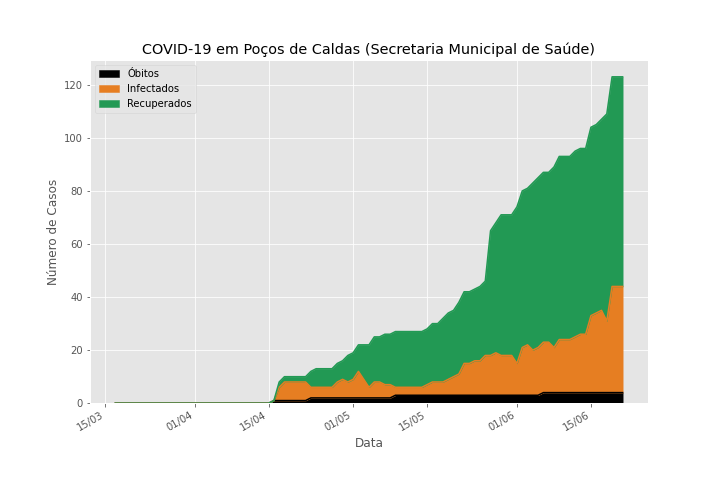 COVID-19 em Poços de Caldas (Secretaria Municipal de Saúde)
Óbitos
Infectados
Recuperados
Número de Casos
120
100
80
60
40
20
0
15/03
01/04
15/04
01/05
15/05
01/06
15/06
Data